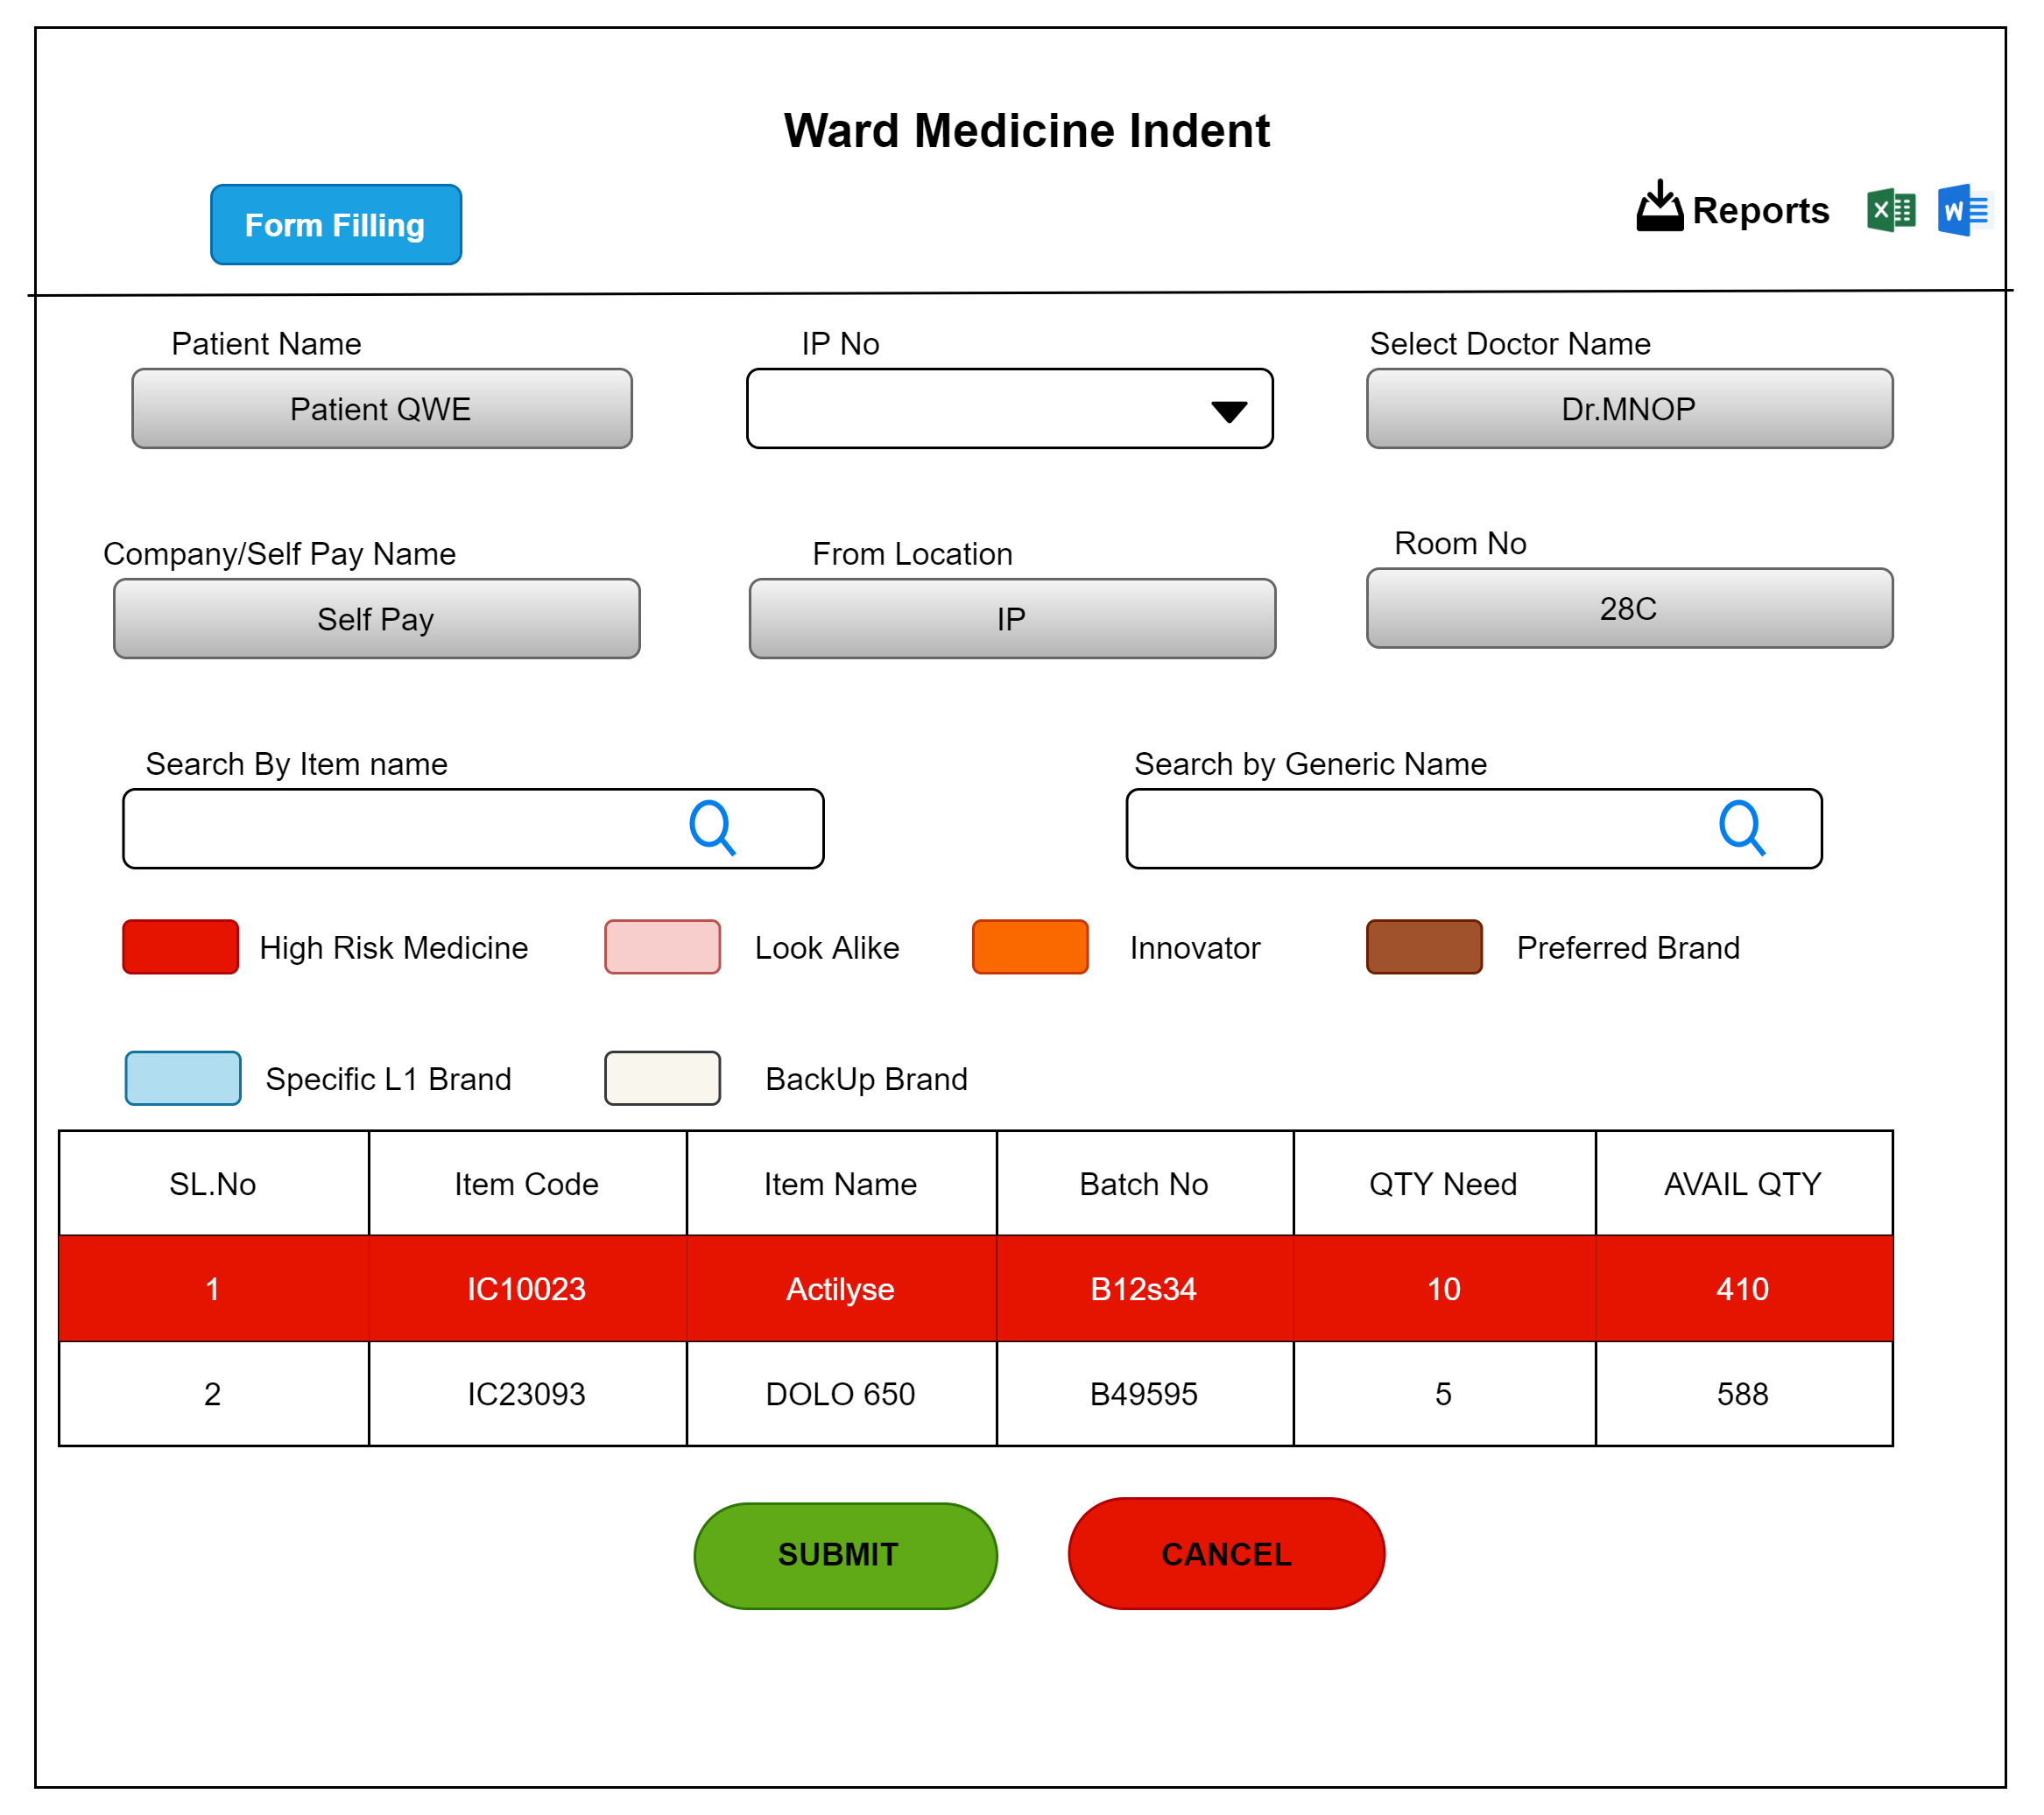 Ward Medicine Indent
Form Filling
Reports
X
W
Patient Name
IP No
Select Doctor Name
Patient QWE
Dr.MNOP
Company/Self Pay Name
From Location
Room No
Self Pay
IP
28C
Search By Item name
Search by Generic Name
High Risk Medicine
Look Alike
Innovator
Preferred Brand
Specific L1 Brand
BackUp Brand
SL.No
Item Code
Item Name
Batch No
QTY Need
AVAIL QTY
1
IC10023
Actilyse
B12s34
10
410
2
IC23093
DOLO 650
B49595
5
588
SUBMIT
CANCEL